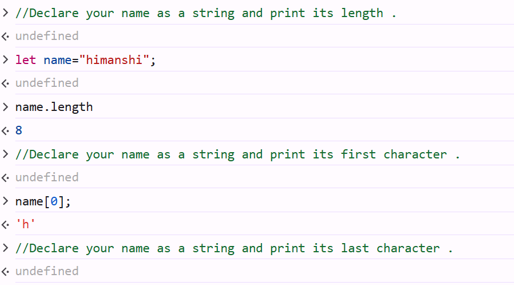 > //Declare your name as a string and print its length .
<· undefined
> let name="himanshi";
<· undefined
> name.length
<· 8
> //Declare your name as a string and print its first character .
<· undefined
> name[0];
<· 'h'
> //Declare your name as a string and print its last character .
<· undefined